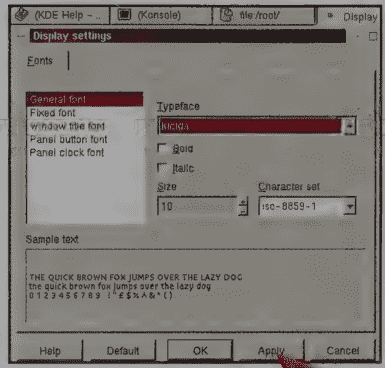 (KDE Help - ... (Konsole) file:/root/ Display
Display settings
Fonts
General font
Fixed font
Window title font
Panel button font
Panel clock font
Typeface
lucida
Bold
Italic
Size
Character set
10
iso-8859-1
Sample text
THE QUICK BROWN FOX JUMPS OVER THE LAZY DOG
the quick brown fox jumps over the lazy dog
0 1 2 3 4 5 6 7 8 9
Help Default OK Apply Cancel